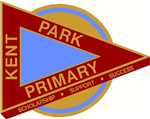 KENT
PARK
PRIMARY
SCHOLARSHIP • SUPPORT • SUCCESS